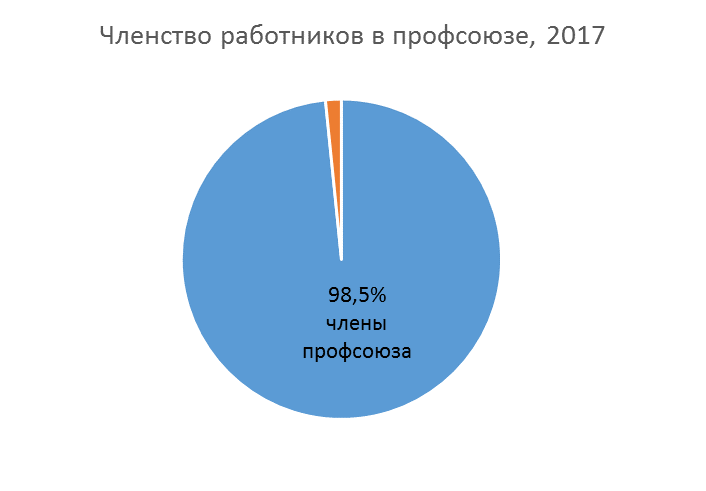 Членство работников в профсоюзе, 2017
98,5%
члены
профсоюза